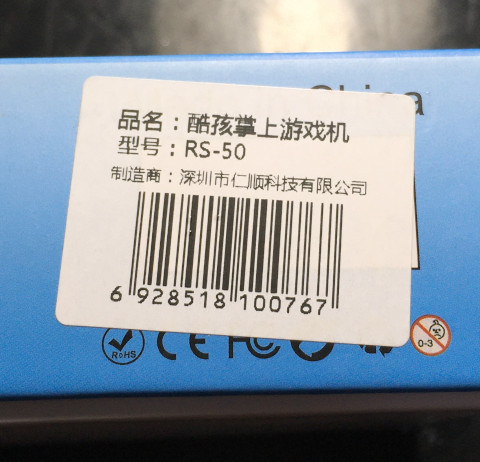 China
品名：酷孩掌上游戏机
型号：RS-50
制造商：深圳市仁顺科技有限公司
6 928518 100767
RoHS CE FC 0-3